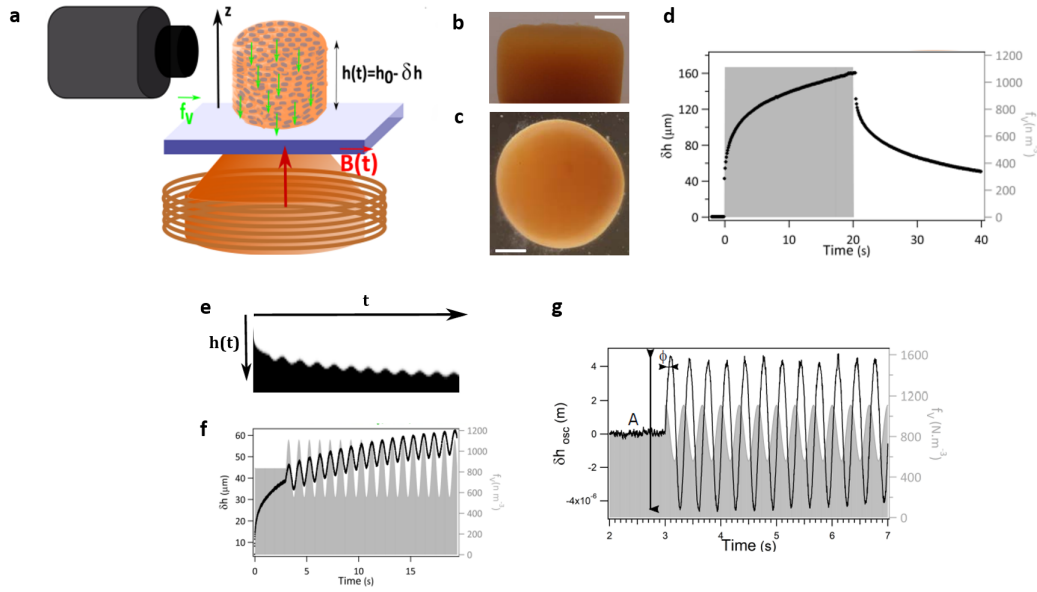 a
z
h(t)=h0- δh
fv
B(t)
b
c
d
160
120
80
40
0
δh (μm)
1000
800
600
400
200
0
fv(n m-3)
0
10
20
30
40
Time (s)
e
t
h(t)
f
60
50
40
30
20
10
δh (μm)
1200
1000
800
600
400
200
0
fv(n m-3)
0
5
10
15
Time (s)
g
ϕ
A
4
2
0
-2
-4x10-6
δh osc (m)
1600
1200
800
400
0
fv (N.m-3)
2
3
4
5
6
7
Time (s)